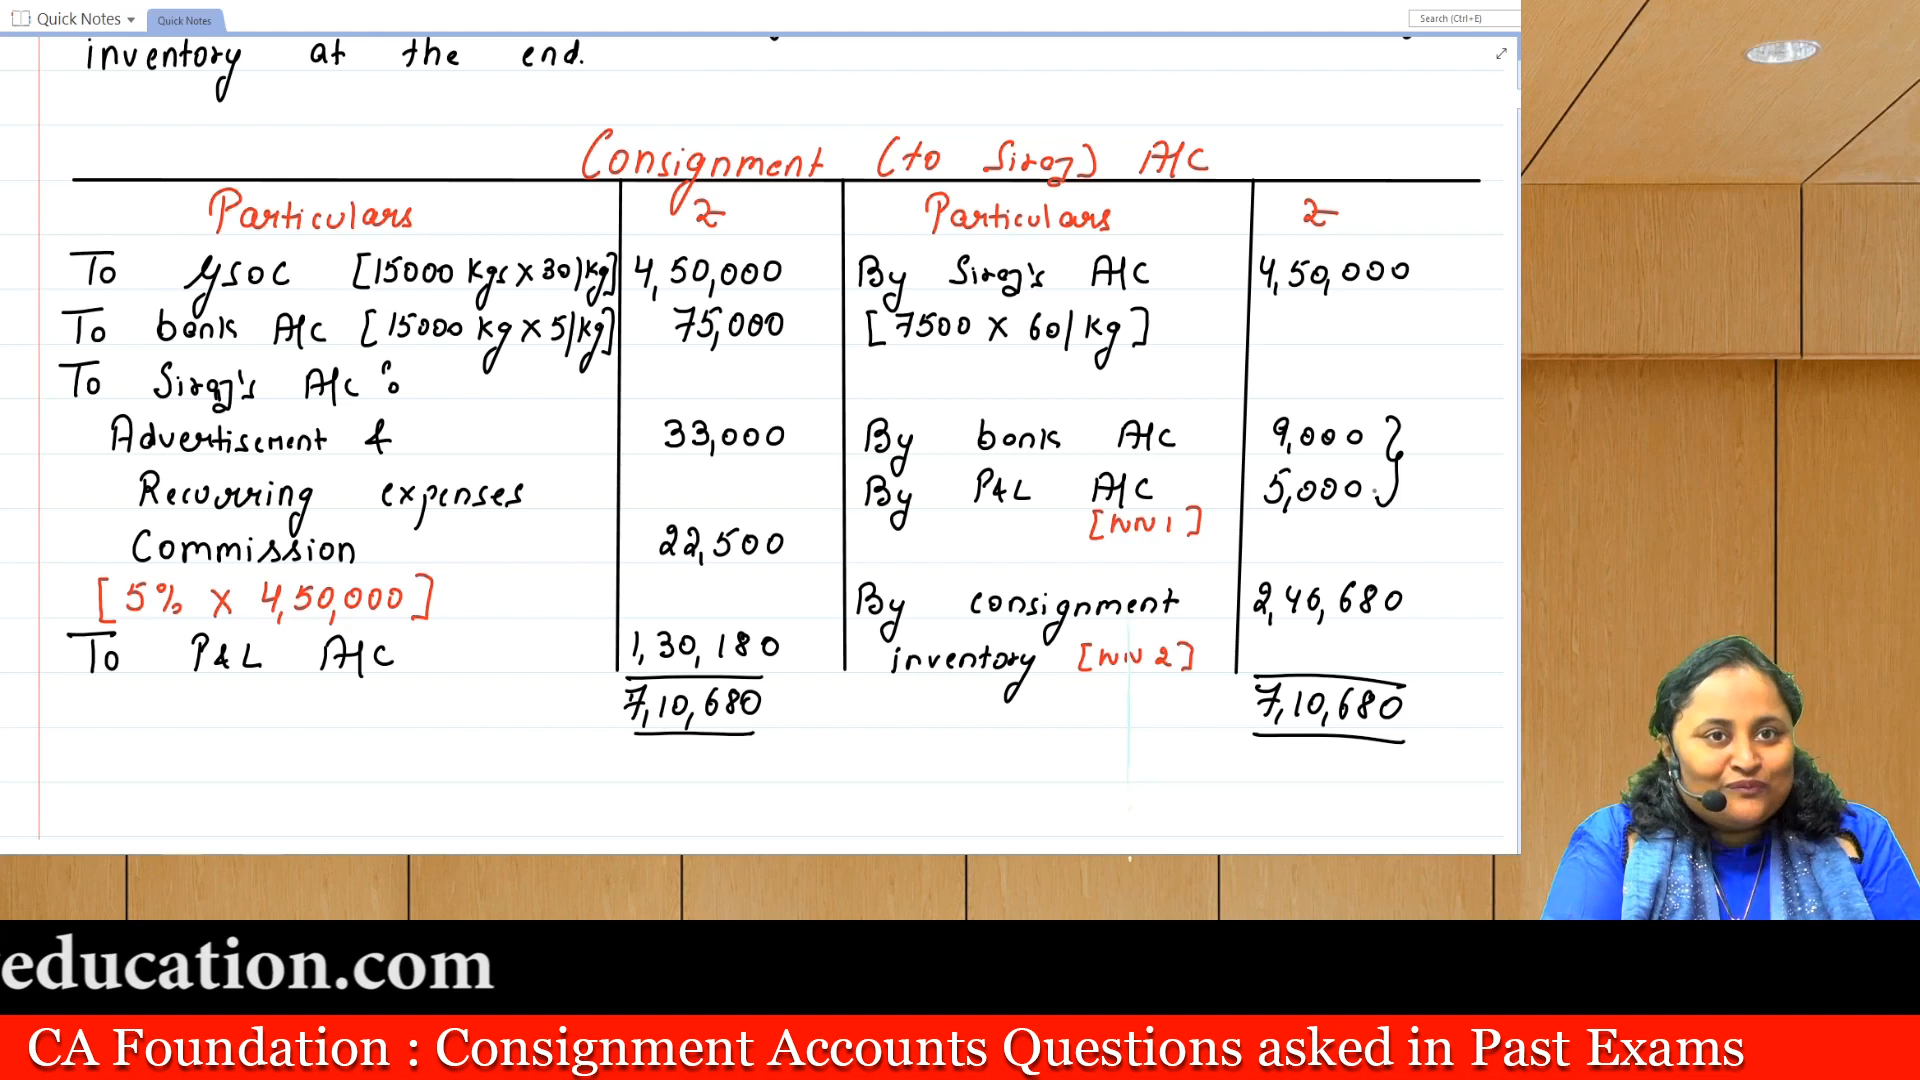 Quick Notes
Quick Notes
Search (Ctrl+E)
inventory at the end.
Consignment (to Siraj) A/C
Particulars ₹ Particulars ₹
To GSOC [15000 Kgs x 30/kg] 4,50,000 By Siraj's A/C 4,50,000
To bank A/c [15000 kg x 5/kg] 75,000 [7500 x 60/kg]
To Siraj's A/c :
Advertisement & 33,000 By bank A/c 9,000
Recurring expenses By P&L A/C 5,000
[WN1]
Commission 22,500
[5% x 4,50,000] By consignment 2,46,680
To P&L A/C 1,30,180 inventory [WN2]
7,10,680 7,10,680
education.com
CA Foundation : Consignment Accounts Questions asked in Past Exams